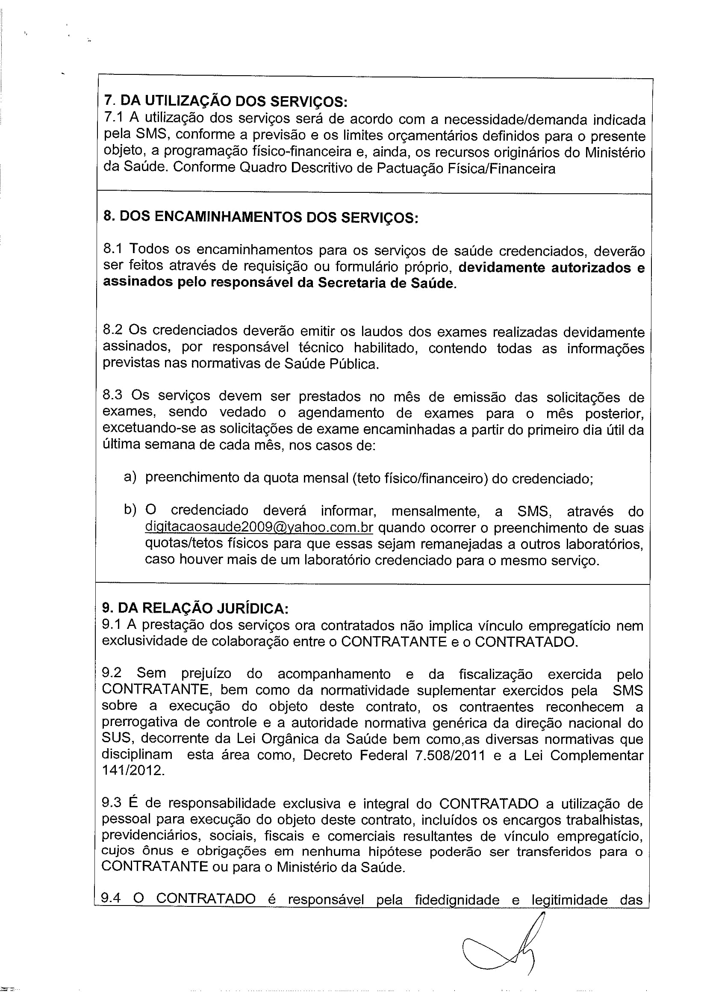 7. DA UTILIZAÇÃO DOS SERVIÇOS:
7.1 A utilização dos serviços será de acordo com a necessidade/demanda indicada
pela SMS, conforme a previsão e os limites orçamentários definidos para o presente
objeto, a programação físico-financeira e, ainda, os recursos originários do Ministério
da Saúde. Conforme Quadro Descritivo de Pactuação Física/Financeira
8. DOS ENCAMINHAMENTOS DOS SERVIÇOS:
8.1 Todos os encaminhamentos para os serviços de saúde credenciados, deverão
ser feitos através de requisição ou formulário próprio, devidamente autorizados e
assinados pelo responsável da Secretaria de Saúde.
8.2 Os credenciados deverão emitir os laudos dos exames realizadas devidamente
assinados, por responsável técnico habilitado, contendo todas as informações
previstas nas normativas de Saúde Pública.
8.3 Os serviços devem ser prestados no mês de emissão das solicitações de
exames, sendo vedado o agendamento de exames para o mês posterior,
excetuando-se as solicitações de exame encaminhadas a partir do primeiro dia útil da
última semana de cada mês, nos casos de:
a) preenchimento da quota mensal (teto físico/financeiro) do credenciado;
b) O credenciado deverá informar, mensalmente, a SMS, através do
digitacaosaude2009@yahoo.com.br quando ocorrer o preenchimento de suas
quotas/tetos físicos para que essas sejam remanejadas a outros laboratórios,
caso houver mais de um laboratório credenciado para o mesmo serviço.
9. DA RELAÇÃO JURÍDICA:
9.1 A prestação dos serviços ora contratados não implica vínculo empregatício nem
exclusividade de colaboração entre o CONTRATANTE e o CONTRATADO.
9.2 Sem prejuízo do acompanhamento e da fiscalização exercida pelo
CONTRATANTE, bem como da normatividade suplementar exercidos pela SMS
sobre a execução do objeto deste contrato, os contraentes reconhecem a
prerrogativa de controle e a autoridade normativa genérica da direção nacional do
SUS, decorrente da Lei Orgânica da Saúde bem como,as diversas normativas que
disciplinam esta área como, Decreto Federal 7.508/2011 e a Lei Complementar
141/2012.
9.3 É de responsabilidade exclusiva e integral do CONTRATADO a utilização de
pessoal para execução do objeto deste contrato, incluídos os encargos trabalhistas,
previdenciários, sociais, fiscais e comerciais resultantes de vínculo empregatício,
cujos ônus e obrigações em nenhuma hipótese poderão ser transferidos para o
CONTRATANTE ou para o Ministério da Saúde.
9.4 O CONTRATADO é responsável pela fidedignidade e legitimidade das